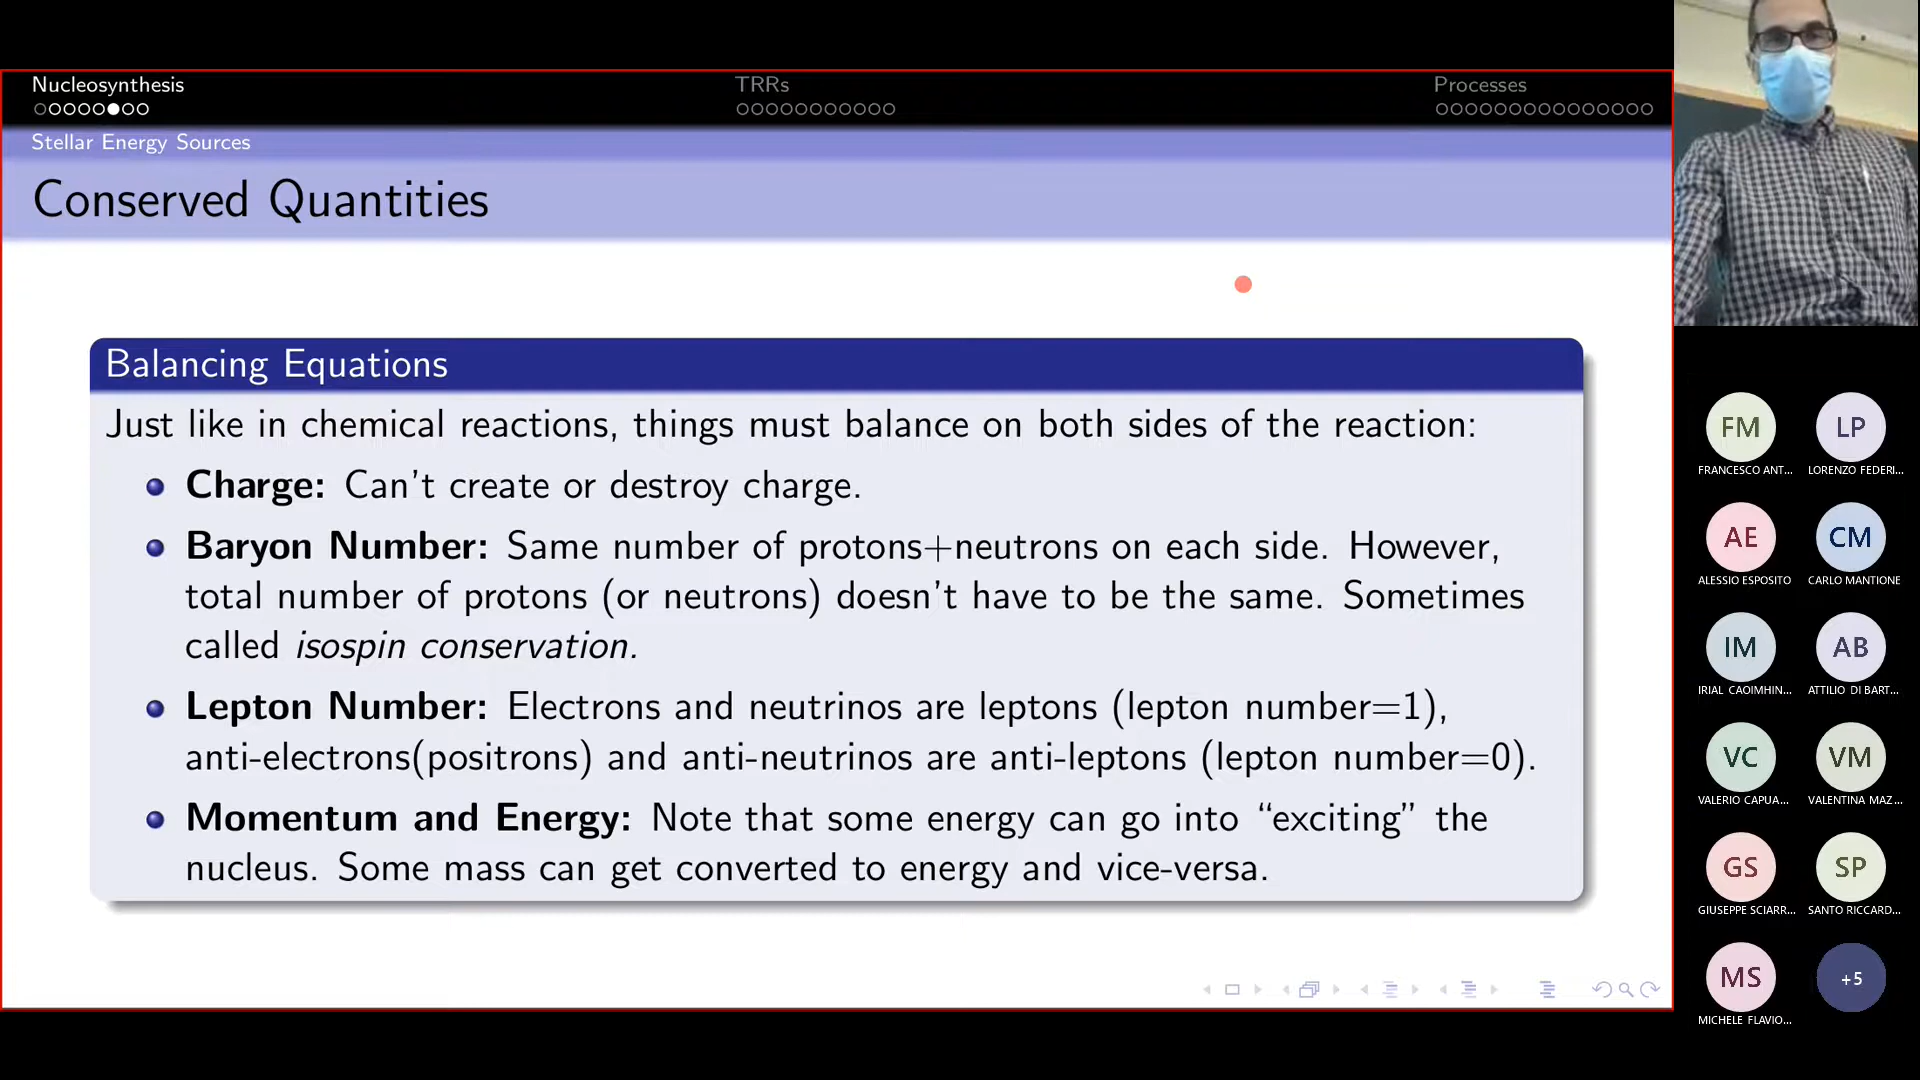 Nucleosynthesis
TRRs
Processes
Stellar Energy Sources
Conserved Quantities
Balancing Equations
Just like in chemical reactions, things must balance on both sides of the reaction:
Charge: Can't create or destroy charge.
Baryon Number: Same number of protons+neutrons on each side. However,
total number of protons (or neutrons) doesn't have to be the same. Sometimes
called isospin conservation.
Lepton Number: Electrons and neutrinos are leptons (lepton number=1),
anti-electrons(positrons) and anti-neutrinos are anti-leptons (lepton number=0).
Momentum and Energy: Note that some energy can go into “exciting” the
nucleus. Some mass can get converted to energy and vice-versa.
FM LP
FRANCESCO ANT... LORENZO FEDERI...
AE CM
ALESSIO ESPOSITO CARLO MANTIONE
IM AB
IRIAL CAOIMHIN... ATTILIO DI BART...
VC VM
VALERIO CAPUA... VALENTINA MAZ...
GS SP
GIUSEPPE SCIARR... SANTO RICCARD...
MS +5
MICHELE FLAVIO...